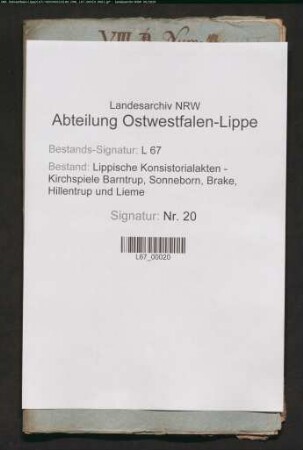 Landesarchiv NRW
Abteilung Ostwestfalen-Lippe
Bestands-Signatur: L 67
Bestand: Lippische Konsistorialakten -
Kirchspiele Barntrup, Sonneborn, Brake,
Hillentrup und Lieme
Signatur: Nr. 20
L67_00020